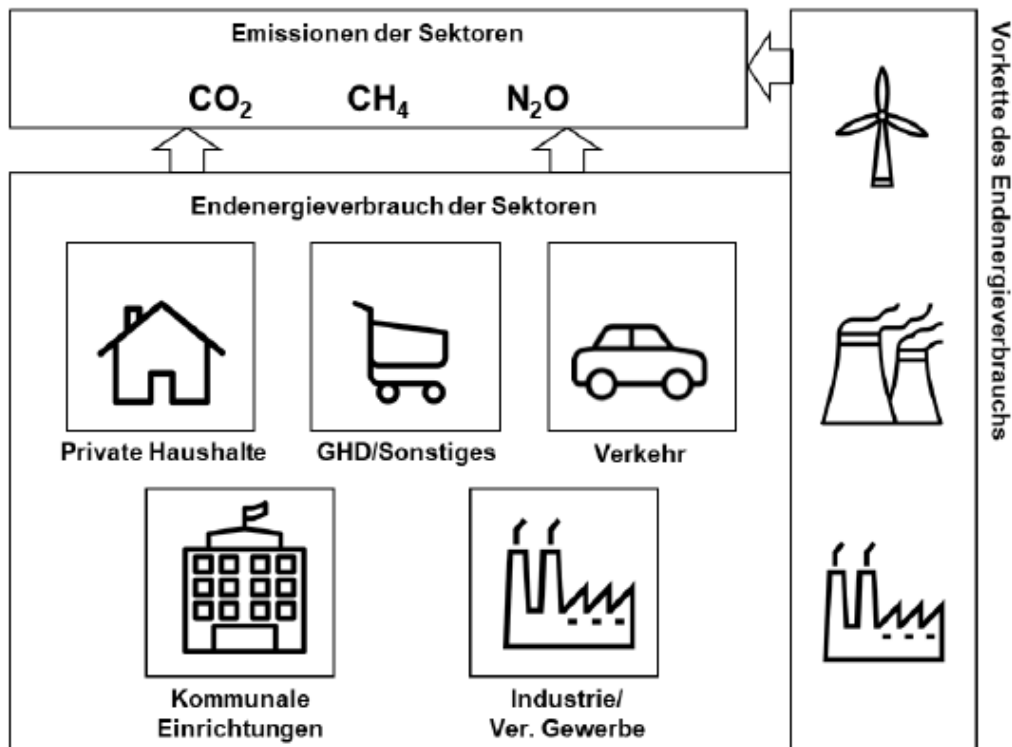 Emissionen der Sektoren
CO₂ CH₄ N₂O
Vorkette des Endenergieverbrauchs
Endenergieverbrauch der Sektoren
Private Haushalte
GHD/Sonstiges
Verkehr
Kommunale
Einrichtungen
Industrie/
Ver. Gewerbe